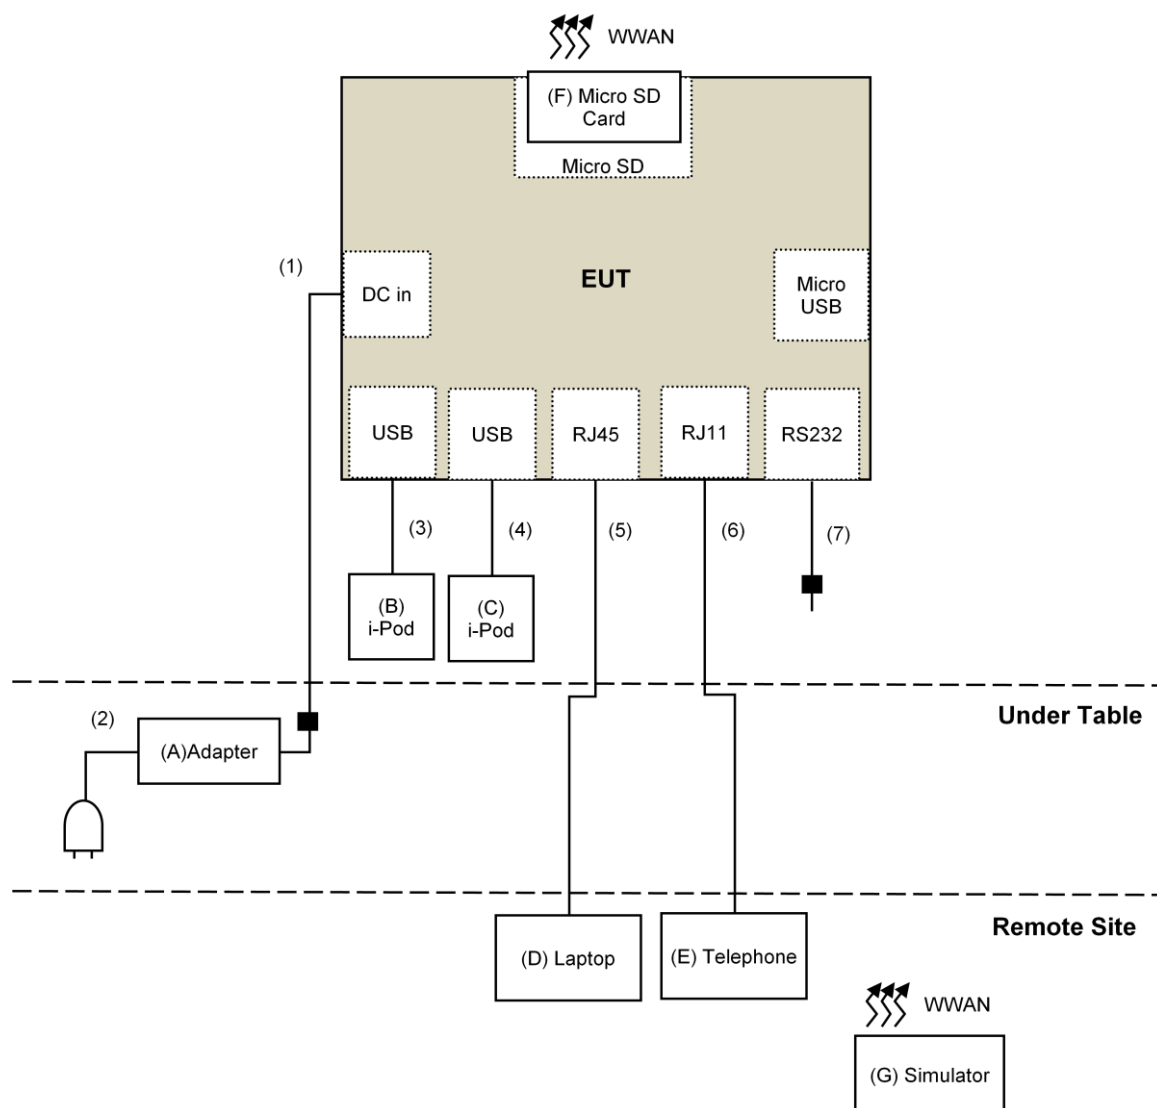 WWAN
(F) Micro SD
Card
Micro SD
(1)
DC in
EUT
Micro
USB
USB
USB
RJ45
RJ11
RS232
(3)
(4)
(5)
(6)
(7)
(B)
i-Pod
(C)
i-Pod
(2)
Under Table
(A)Adapter
Remote Site
(D) Laptop
(E) Telephone
WWAN
(G) Simulator